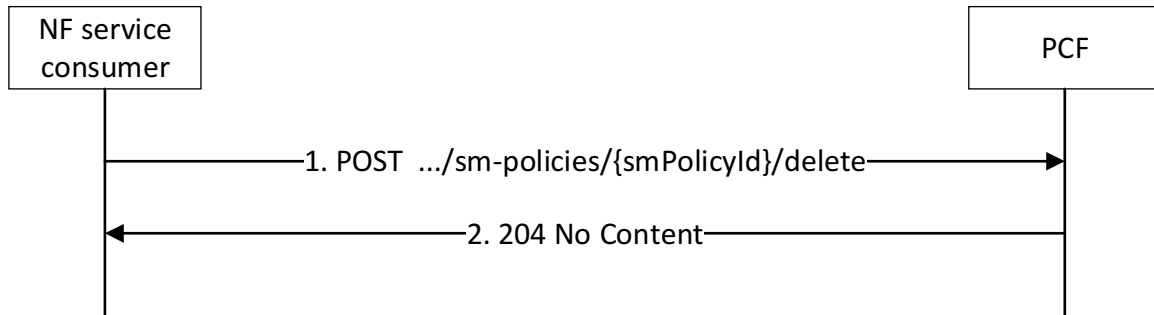 NF service
consumer
PCF
1. POST .../sm-policies/{smPolicyId}/delete
2. 204 No Content